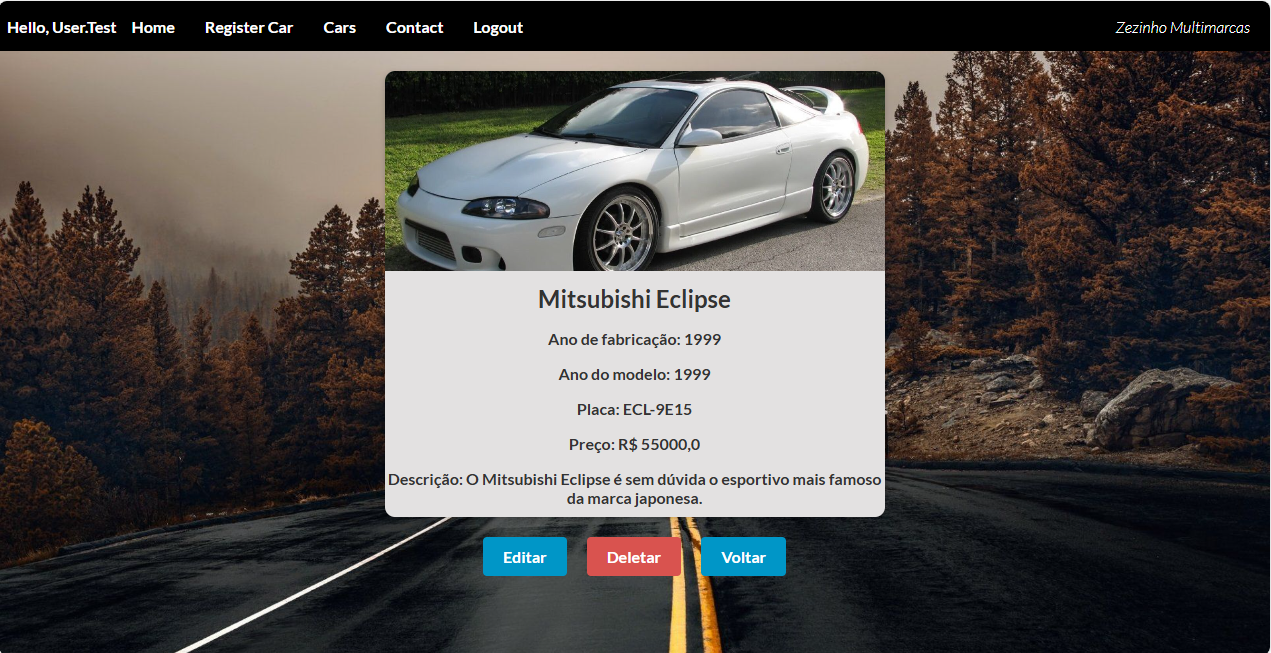 Hello, User.Test Home Register Car Cars Contact Logout Zezinho Multimarcas
Mitsubishi Eclipse
Ano de fabricação: 1999
Ano do modelo: 1999
Placa: ECL-9E15
Preço: R$ 55000,0
Descrição: O Mitsubishi Eclipse é sem dúvida o esportivo mais famoso
da marca japonesa.
Editar Deletar Voltar